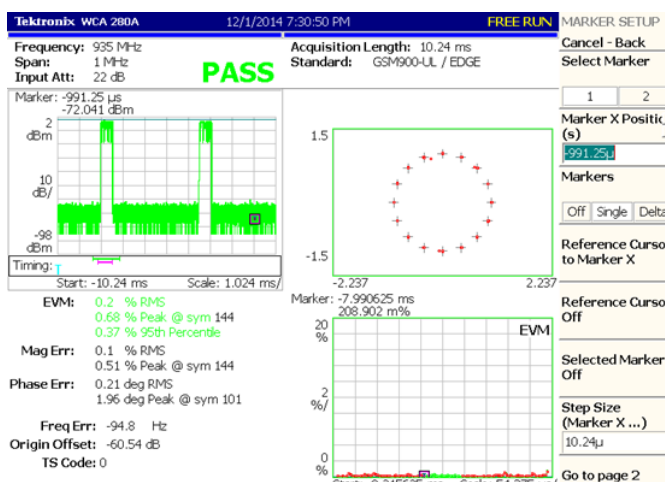 Tektronix WCA 280A 12/1/2014 7:30:50 PM FREE RUN
Frequency: 935 MHz
Span: 1 MHz
Input Att: 22 dB
PASS
Acquisition Length: 10.24 ms
Standard: GSM900-UL / EDGE
Marker: -991.25 µs
-72.041 dBm
2
dBm
10
dB/
-98
dBm
Timing: T
Start: -10.24 ms Scale: 1.024 ms/
1.5
-1.5
-2.237 2.237
EVM: 0.2 % RMS
0.68 % Peak @ sym 144
0.37 % 95th Percentile
Mag Err: 0.1 % RMS
0.51 % Peak @ sym 144
Phase Err: 0.21 deg RMS
1.96 deg Peak @ sym 101
Freq Err: -94.8 Hz
Origin Offset: -60.54 dB
TS Code: 0
Marker: -7.990625 ms
208.902 m%
20
%
EVM
2
%/
0
%
MARKER SETUP
Cancel - Back
Select Marker
1 2
Marker X Positic
(s)
-991.25µ
Markers
Off Single Delta
Reference Curso
to Marker X
Reference Curso
Off
Selected Marker
Off
Step Size
(Marker X ...)
10.24µ
Go to page 2